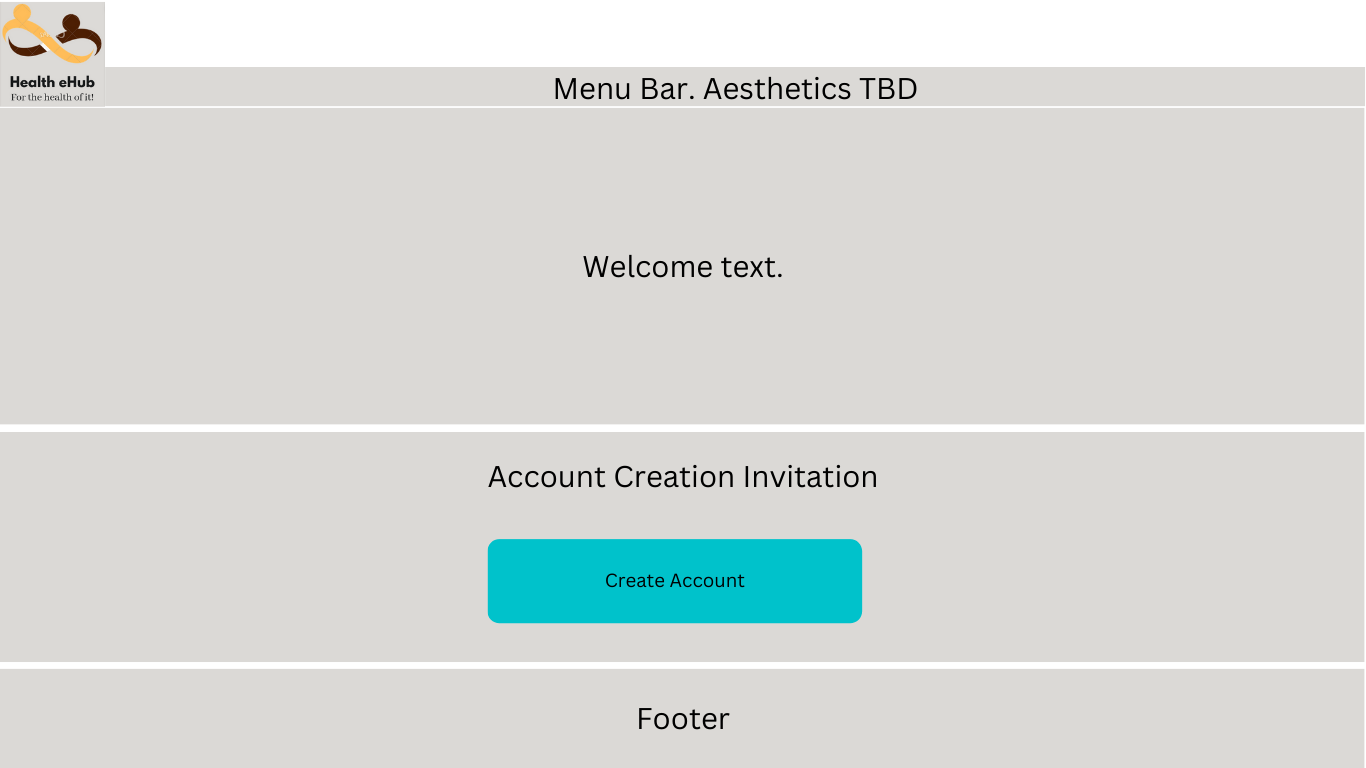 Health eHub
For the health of it!
Menu Bar. Aesthetics TBD
Welcome text.
Account Creation Invitation
Create Account
Footer